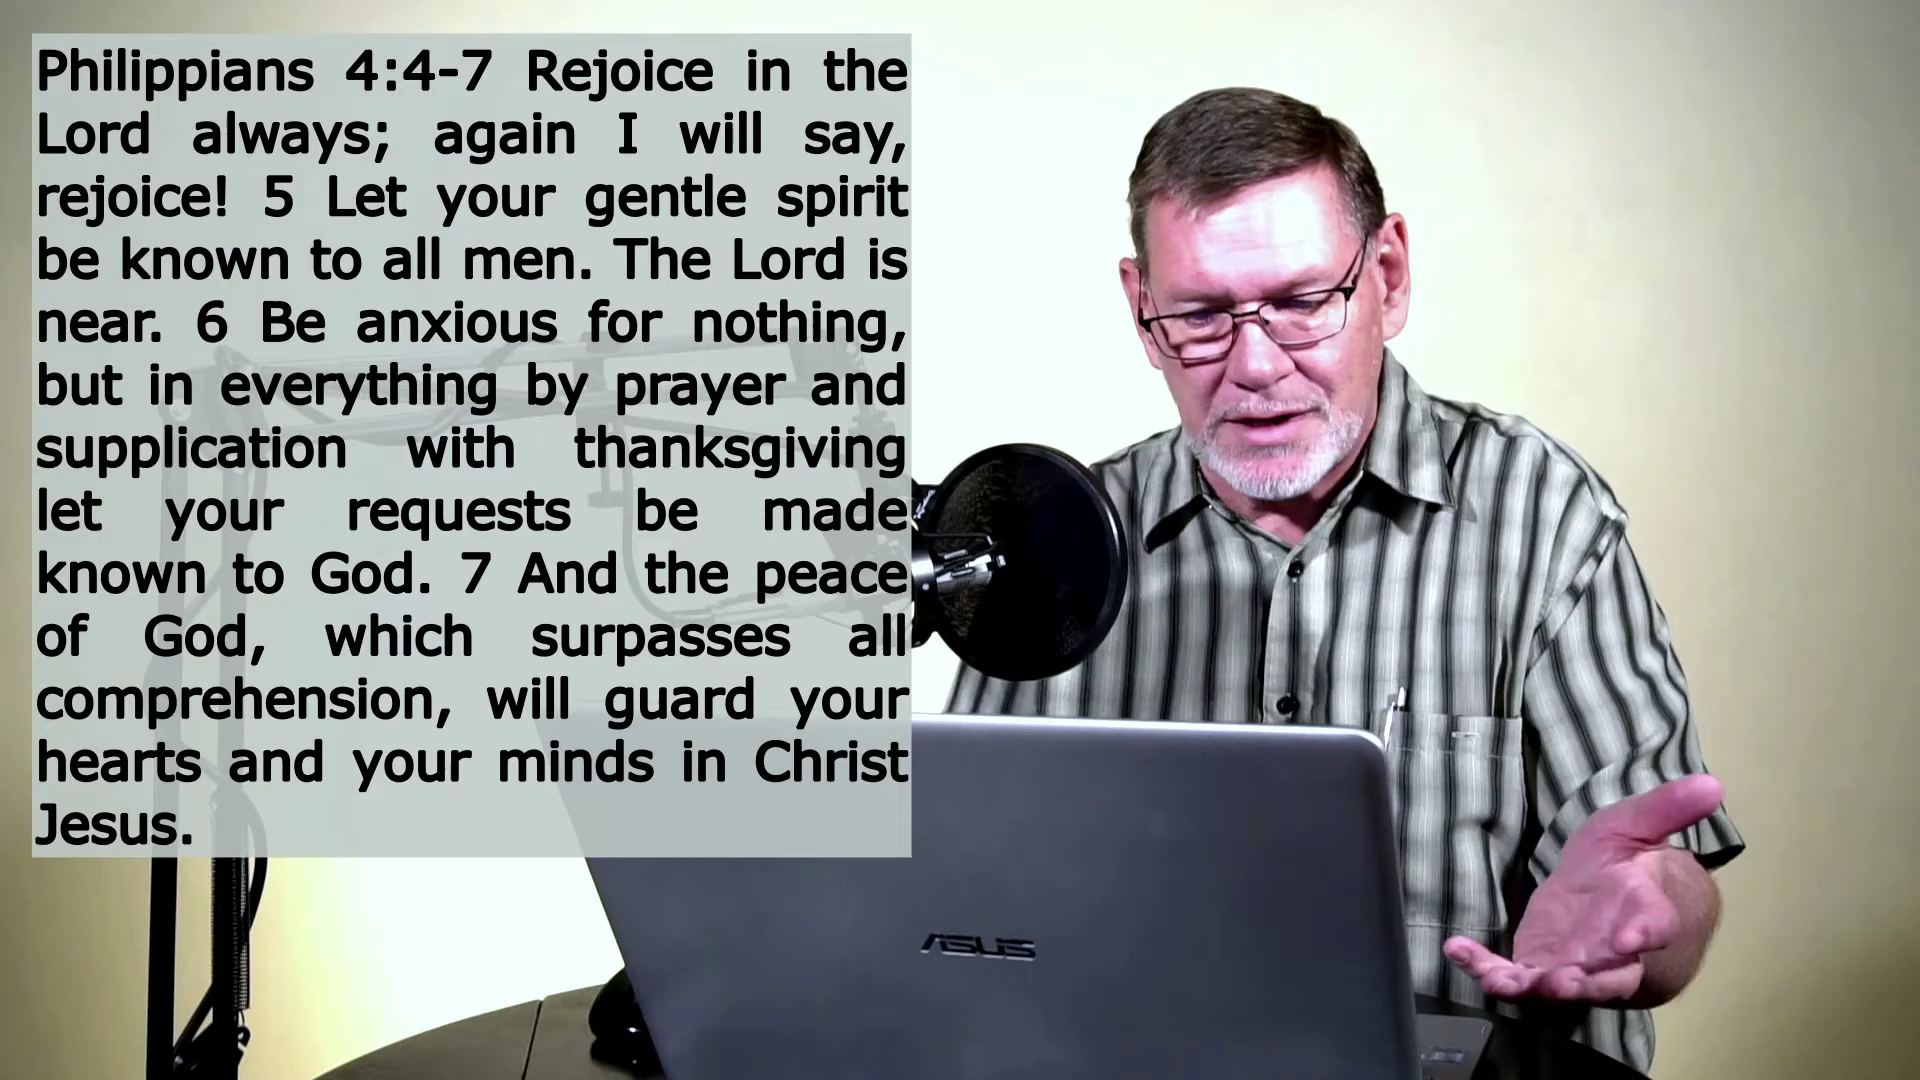 Philippians 4:4-7 Rejoice in the
Lord always; again I will say,
rejoice! 5 Let your gentle spirit
be known to all men. The Lord is
near. 6 Be anxious for nothing,
but in everything by prayer and
supplication with thanksgiving
let your requests be made
known to God. 7 And the peace
of God, which surpasses all
comprehension, will guard your
hearts and your minds in Christ
Jesus.
ASUS